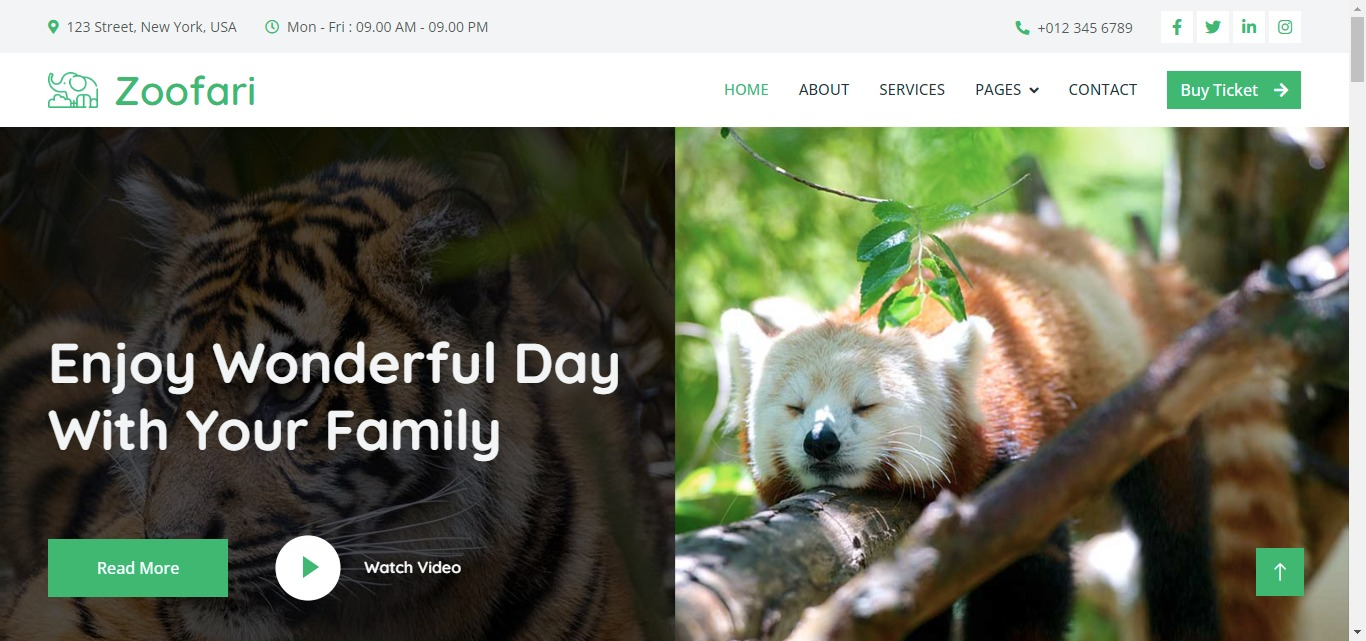 123 Street, New York, USA
Mon - Fri : 09.00 AM - 09.00 PM
+012 345 6789
Zoofari
HOME
ABOUT
SERVICES
PAGES
CONTACT
Buy Ticket
Enjoy Wonderful Day
With Your Family
Read More
Watch Video